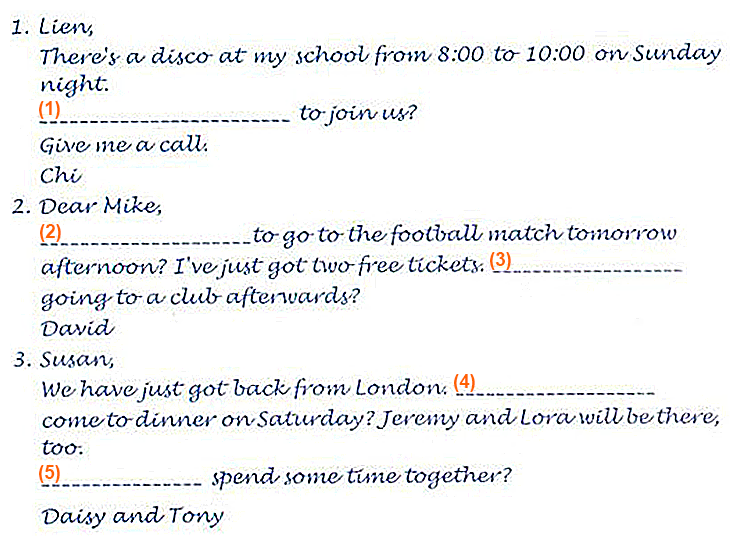 1. Lien,
There's a disco at my school from 8:00 to 10:00 on Sunday
night.
(1)_________________________ to join us?
Give me a call.
Chi
2. Dear Mike,
(2)____________________to go to the football match tomorrow
afternoon? I've just got two free tickets. (3)___________________
going to a club afterwards?
David
3. Susan,
We have just got back from London. (4)____________________
come to dinner on Saturday? Jeremy and Lora will be there,
too.
(5)________________ spend some time together?
Daisy and Tony